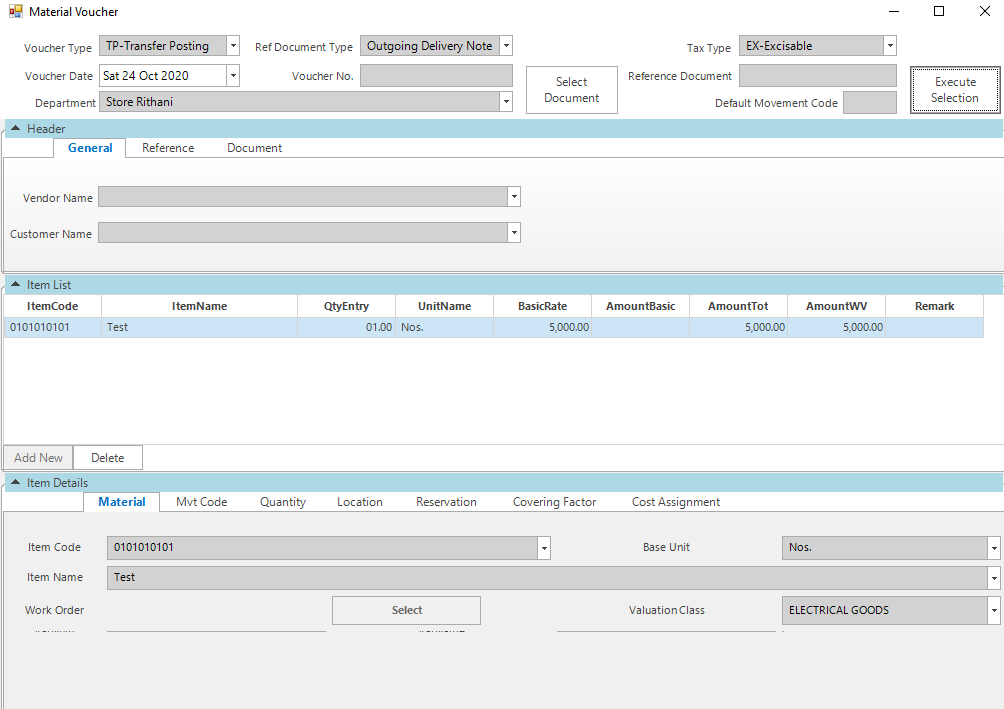 Material Voucher
Voucher Type TP-Transfer Posting Ref Document Type Outgoing Delivery Note Tax Type EX-Excisable
Voucher Date Sat 24 Oct 2020 Voucher No. Select Document Reference Document Execute Selection
Department Store Rithani Default Movement Code
Header
General Reference Document
Vendor Name
Customer Name
Item List
ItemCode ItemName QtyEntry UnitName BasicRate AmountBasic AmountTot AmountWV Remark
0101010101 Test 01.00 Nos. 5,000.00 5,000.00 5,000.00
Add New Delete
Item Details
Material Mvt Code Quantity Location Reservation Covering Factor Cost Assignment
Item Code 0101010101 Base Unit Nos.
Item Name Test
Work Order Select Valuation Class ELECTRICAL GOODS